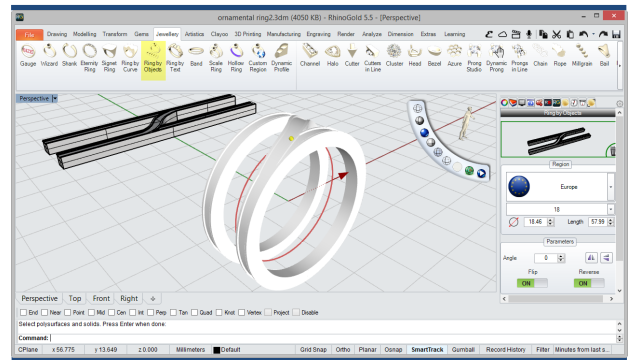 ornamental ring2.3dm (4050 KB) - RhinoGold 5.5 - [Perspective]
File Drawing Modelling Transform Gems Jewellery Artistics Clayoo 3D Printing Manufacturing Engraving Render Analyze Dimension Extras Learning
Gauge Wizard Shank Eternity Ring Signet Ring Ring by Curve Ring by Objects Ring by Text Band Scale Ring Hollow Ring Custom Region Dynamic Profile Channel Halo Cutter Cutters in Line Cluster Head Bezel Azure Prong Studio Dynamic Prong Prongs in Line Chain Rope Millgrain Bail
Perspective
Ring by Objects
Region
Europe
18
18.46 Length 57.99
Parameters
Angle 0
Flip Reverse
ON ON
Perspective Top Front Right
End Near Point Mid Cen Int Perp Tan Quad Knot Vertex Project Disable
Select polysurfaces and solids. Press Enter when done:
Command:
CPlane x 56.775 y 13.649 z 0.000 Millimeters Default Grid Snap Ortho Planar Osnap SmartTrack Gumball Record History Filter Minutes from last s...